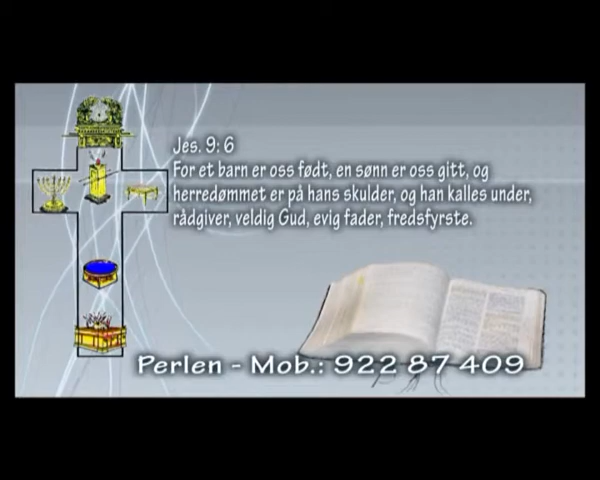 Jes. 9: 6
For et barn er oss født, en sønn er oss gitt, og
herredømmet er på hans skulder, og han kalles under,
rådgiver, veldig Gud, evig fader, fredsfyrste.
Perlen - Mob.: 922 87 409